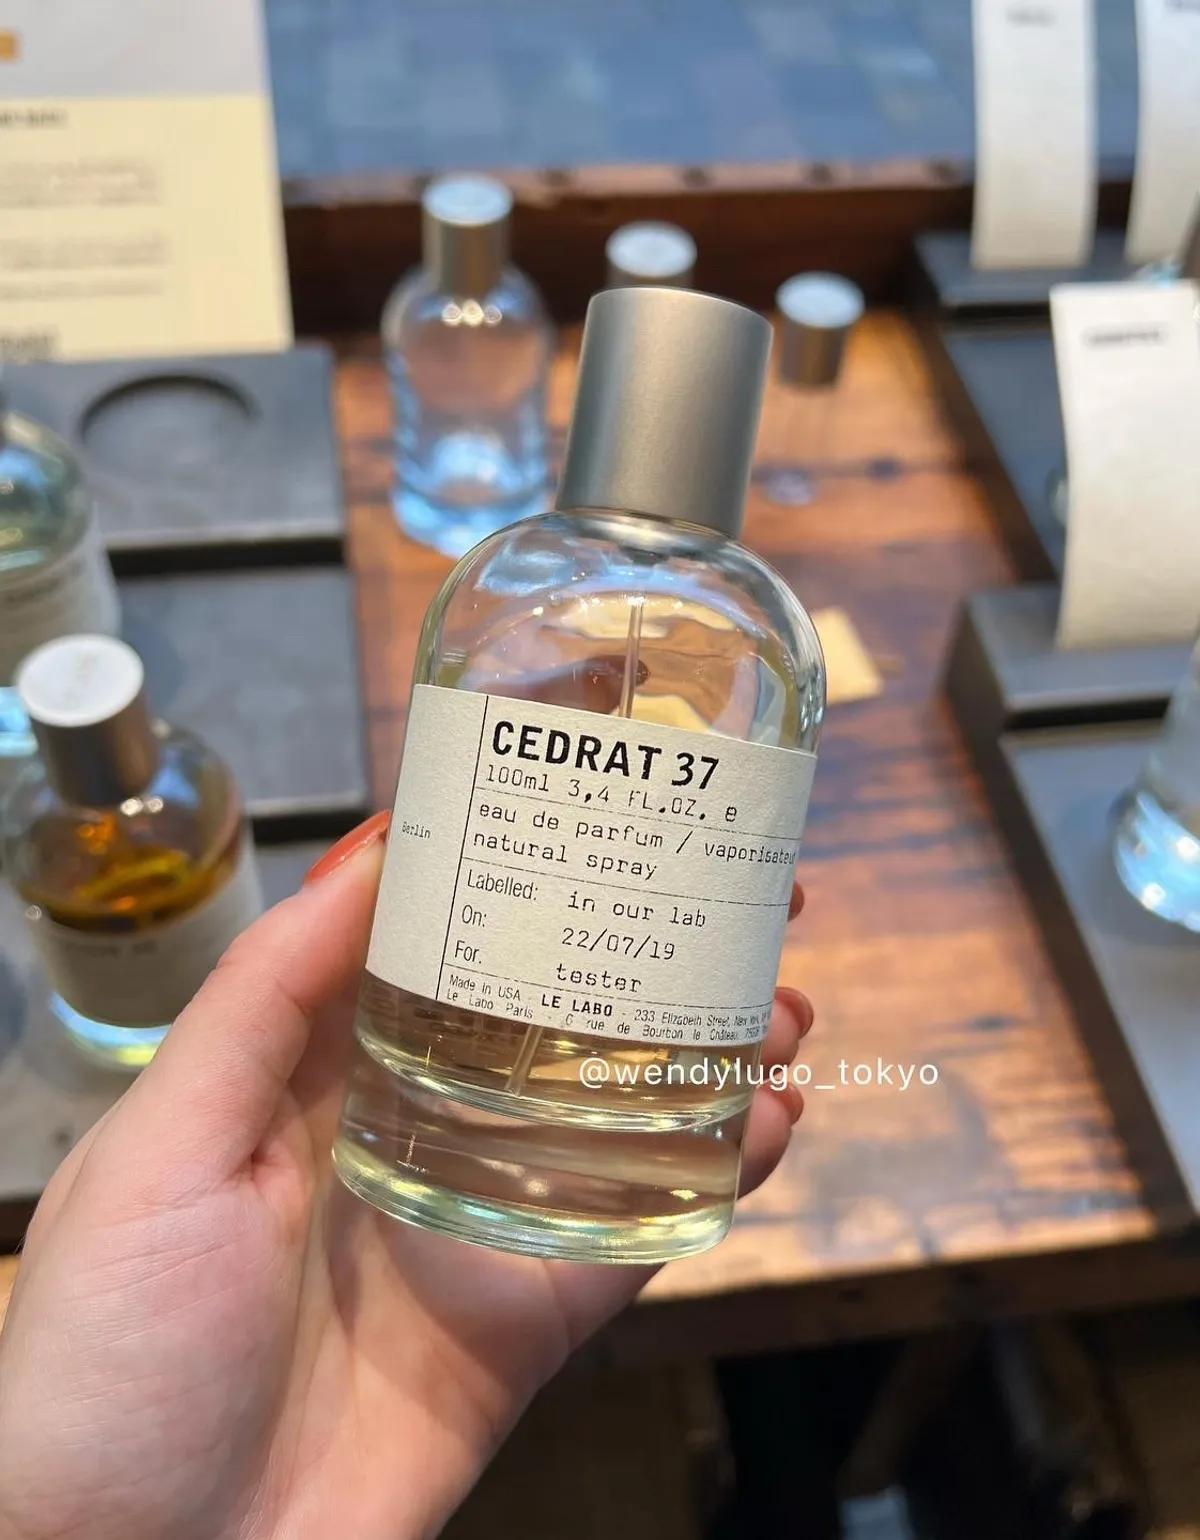 CEDRAT 37
100ml 3,4 FL.OZ. e
eau de parfum / vaporisateur
natural spray
Berlin
Labelled: in our lab
On: 22/07/19
For. tester
Made in USA LE LABO - 233 Elizabeth Street, New York,
Le Labo Paris - 6 rue de Bourbon le Château,
@wendylugo_tokyo